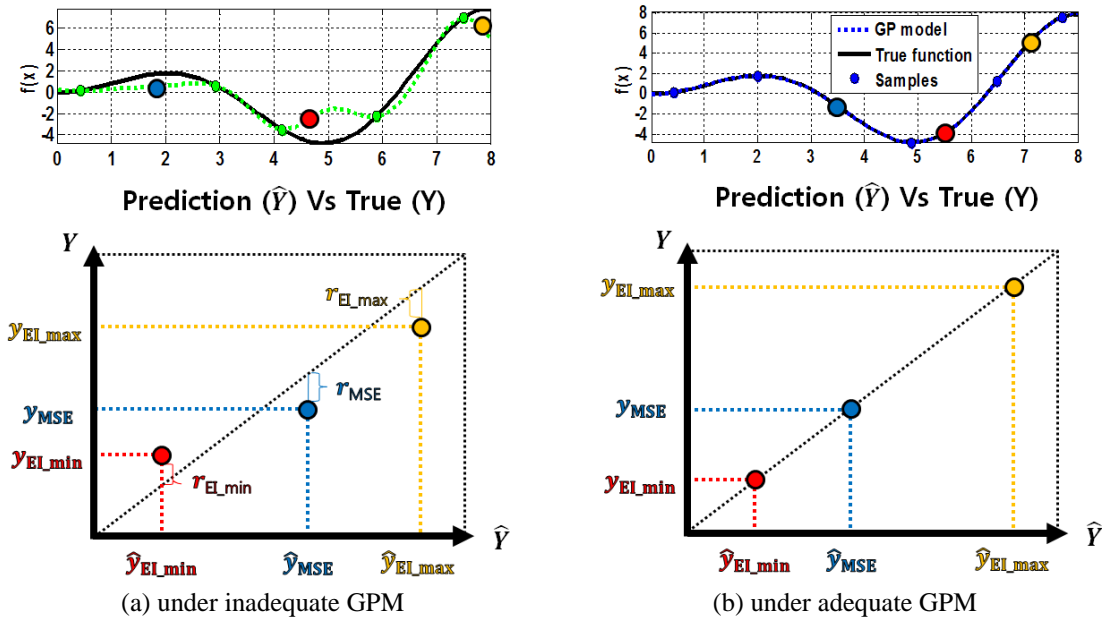 f(x)
6
4
2
0
-2
-4
0 1 2 3 4 5 6 7 8
Prediction (Ŷ) Vs True (Y)
Y
y_EI_max
y_MSE
y_EI_min
r_EI_max
r_MSE
r_EI_min
ŷ_EI_min ŷ_MSE ŷ_EI_max
Ŷ
(a) under inadequate GPM
f(x)
8
6
4
2
0
-2
-4
GP model
True function
Samples
0 1 2 3 4 5 6 7 8
Prediction (Ŷ) Vs True (Y)
Y
y_EI_max
y_MSE
y_EI_min
ŷ_EI_min ŷ_MSE ŷ_EI_max
Ŷ
(b) under adequate GPM